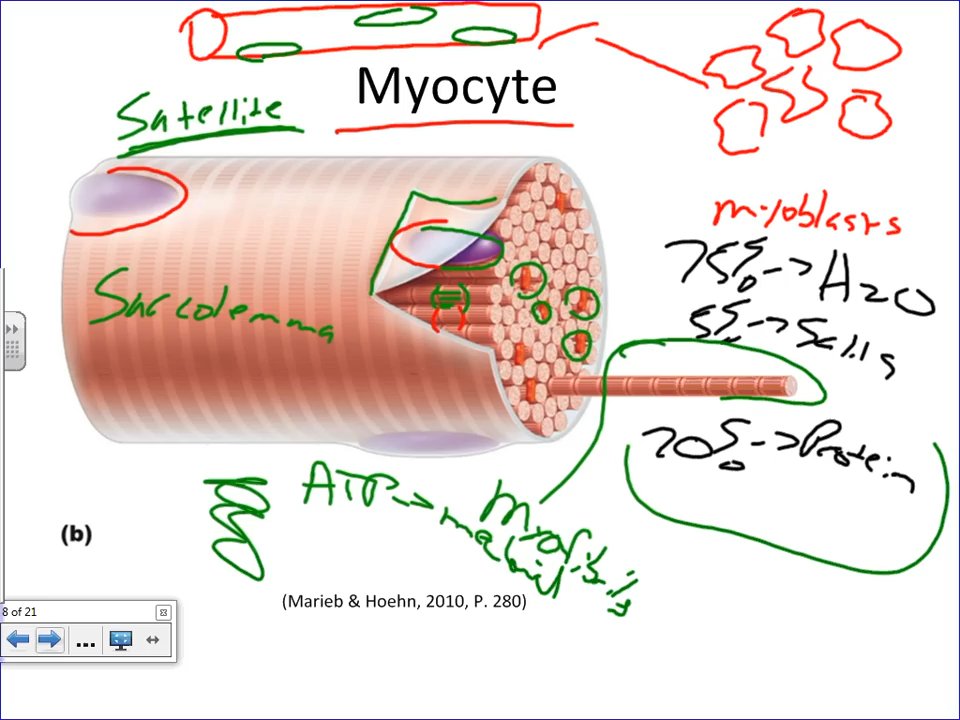 Myocyte
Satellite
myoblasts
75% -> H2O
Sarcolemma
5% -> Salts
20% -> Protein
ATP ->
Myofibrils
(b)
(Marieb & Hoehn, 2010, P. 280)
8 of 21
...